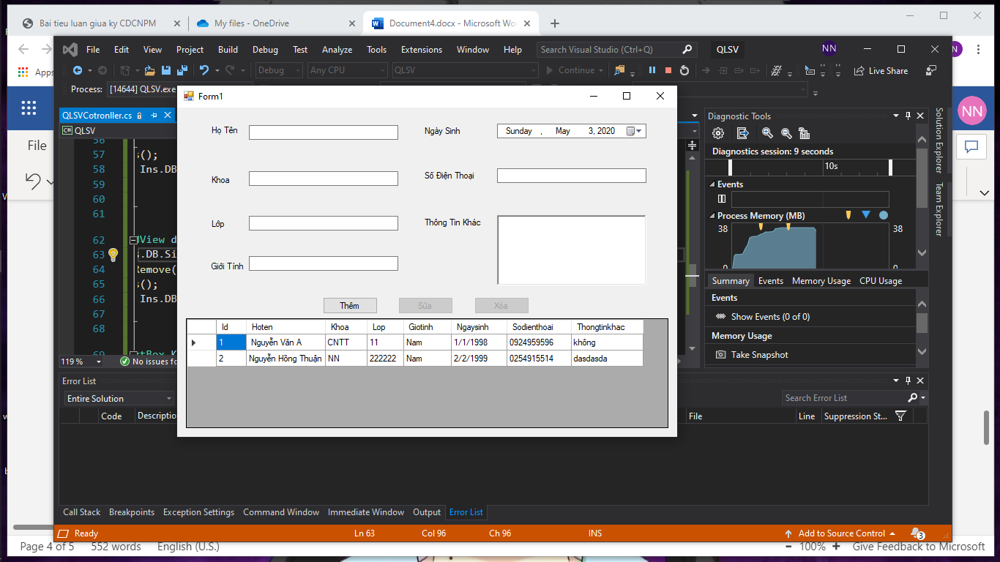 Bai tieu luan giua ky CDCNPM
My files - OneDrive
Document4.docx - Microsoft Wor
Apps
File
File Edit View Project Build Debug Test Analyze Tools Extensions Window Help Search Visual Studio (Ctrl+Q) QLSV NN
Debug Any CPU QLSV Continue Live Share
Process: [14644] QLSV.exe
QLSVCotronller.cs
QLSV
56
57 s();
58 Ins.DB
59
60
61
62 dView d
63 s.DB.Si
64 Remove(
65 s();
66 Ins.DB
67
68
69
119 % No issues fo
Form1
Họ Tên Ngày Sinh Sunday , May 3, 2020
Khoa Số Điện Thoại
Lớp Thông Tin Khác
Giới Tính
Thêm Sửa Xóa
Id Hoten Khoa Lop Giotinh Ngaysinh Sodienthoai Thongtinkhac
1 Nguyễn Văn A CNTT 11 Nam 1/1/1998 0924959596 không
2 Nguyễn Hồng Thuận NN 222222 Nam 2/2/1999 0254915514 dasdasda
Diagnostic Tools
Diagnostics session: 9 seconds
10s
Events
Process Memory (MB)
38 38
0 0
Summary Events Memory Usage CPU Usage
Events
Show Events (0 of 0)
Memory Usage
Take Snapshot
Solution Explorer
Team Explorer
NN
Error List
Entire Solution Search Error List
Code Descriptio File Line Suppression St...
Call Stack Breakpoints Exception Settings Command Window Immediate Window Output Error List
Ready Ln 63 Col 96 Ch 96 INS Add to Source Control 3
Page 4 of 5 552 words English (U.S.) 100% Give Feedback to Microsoft